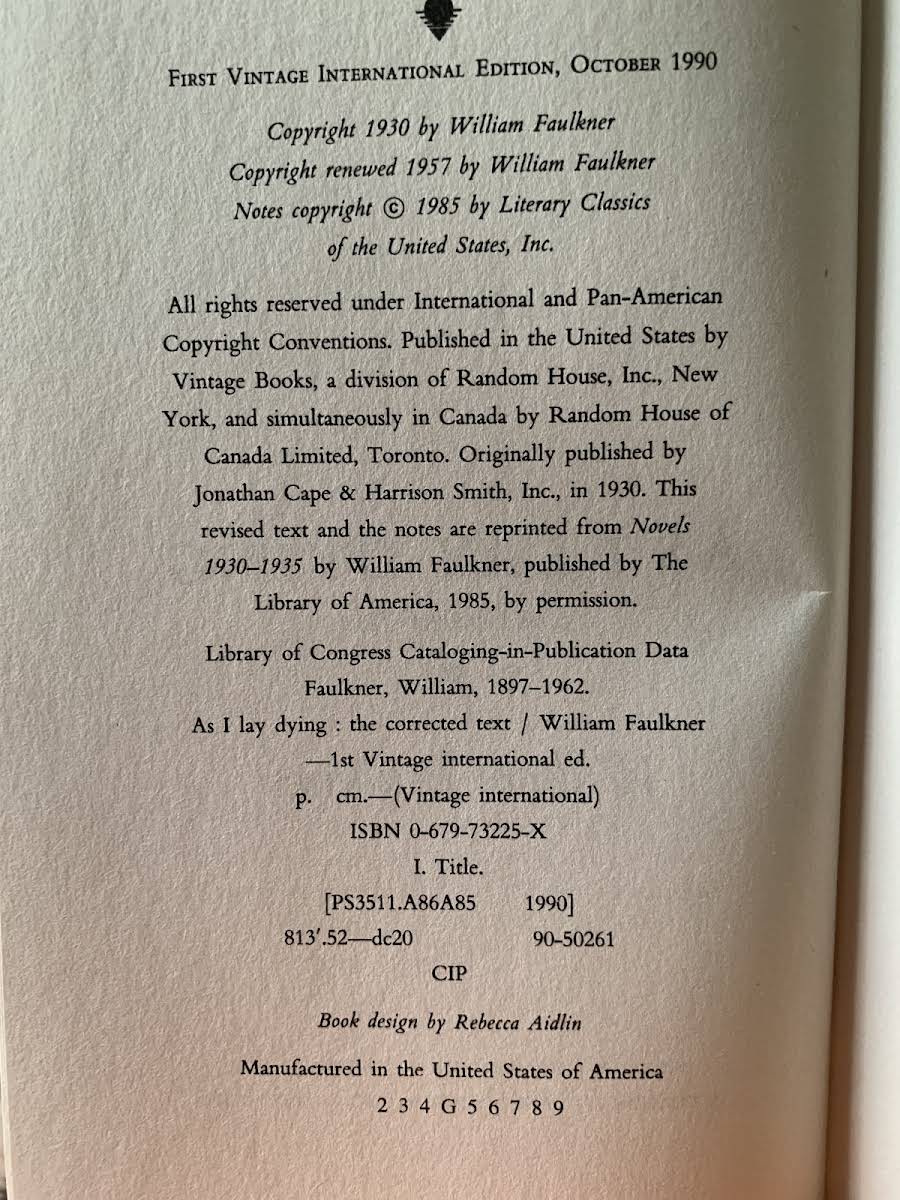 FIRST VINTAGE INTERNATIONAL EDITION, OCTOBER 1990
Copyright 1930 by William Faulkner
Copyright renewed 1957 by William Faulkner
Notes copyright © 1985 by Literary Classics
of the United States, Inc.
All rights reserved under International and Pan-American
Copyright Conventions. Published in the United States by
Vintage Books, a division of Random House, Inc., New
York, and simultaneously in Canada by Random House of
Canada Limited, Toronto. Originally published by
Jonathan Cape & Harrison Smith, Inc., in 1930. This
revised text and the notes are reprinted from Novels
1930–1935 by William Faulkner, published by The
Library of America, 1985, by permission.
Library of Congress Cataloging-in-Publication Data
Faulkner, William, 1897–1962.
As I lay dying : the corrected text / William Faulkner
—1st Vintage international ed.
p. cm.—(Vintage international)
ISBN 0-679-73225-X
I. Title.
[PS3511.A86A85 1990]
813′.52—dc20 90-50261
CIP
Book design by Rebecca Aidlin
Manufactured in the United States of America
2 3 4 G 5 6 7 8 9